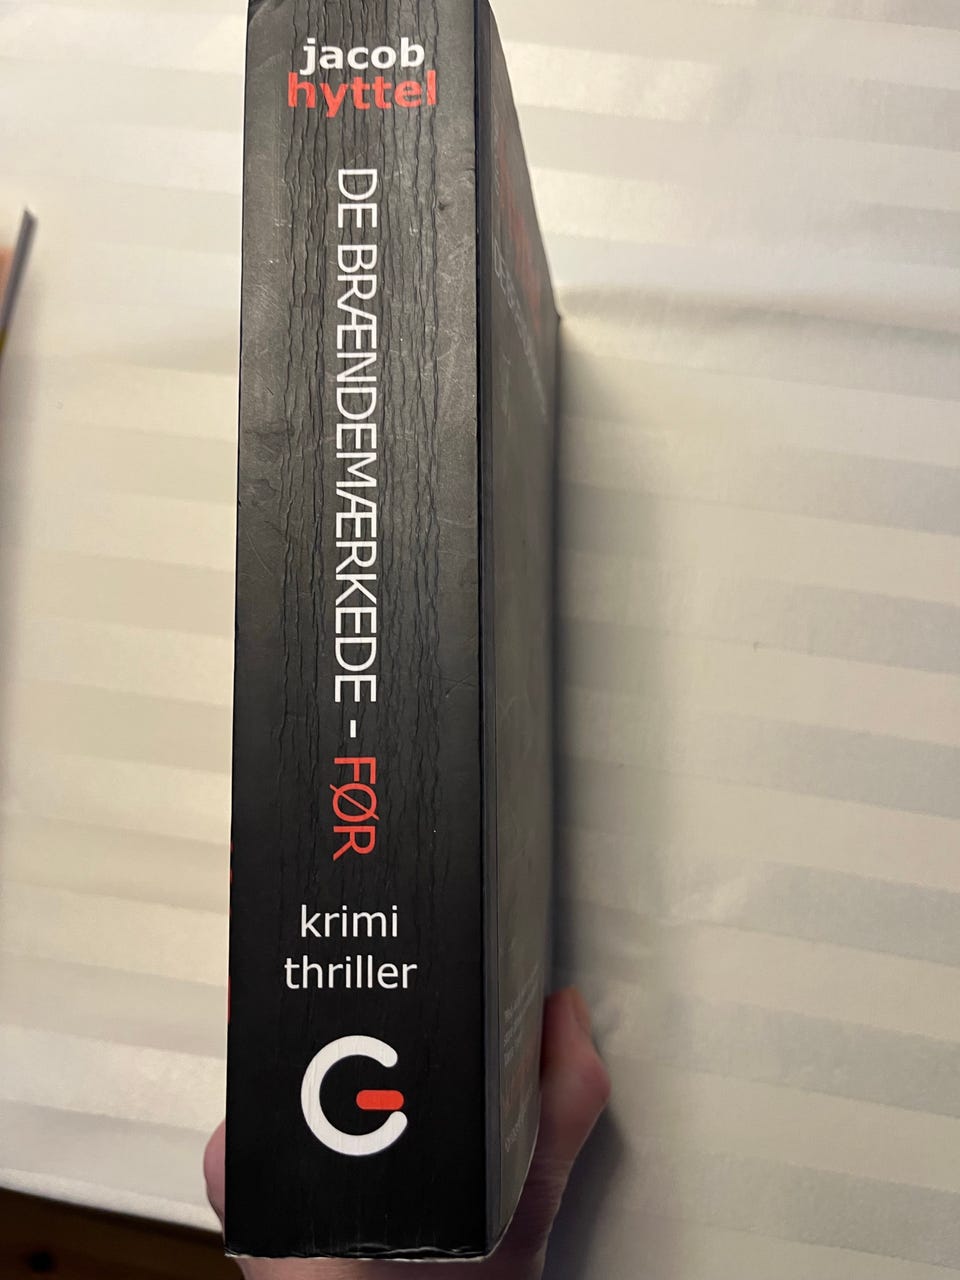 jacob
hyttel
DE BRÆNDEMÆRKEDE - FØR
krimi
thriller